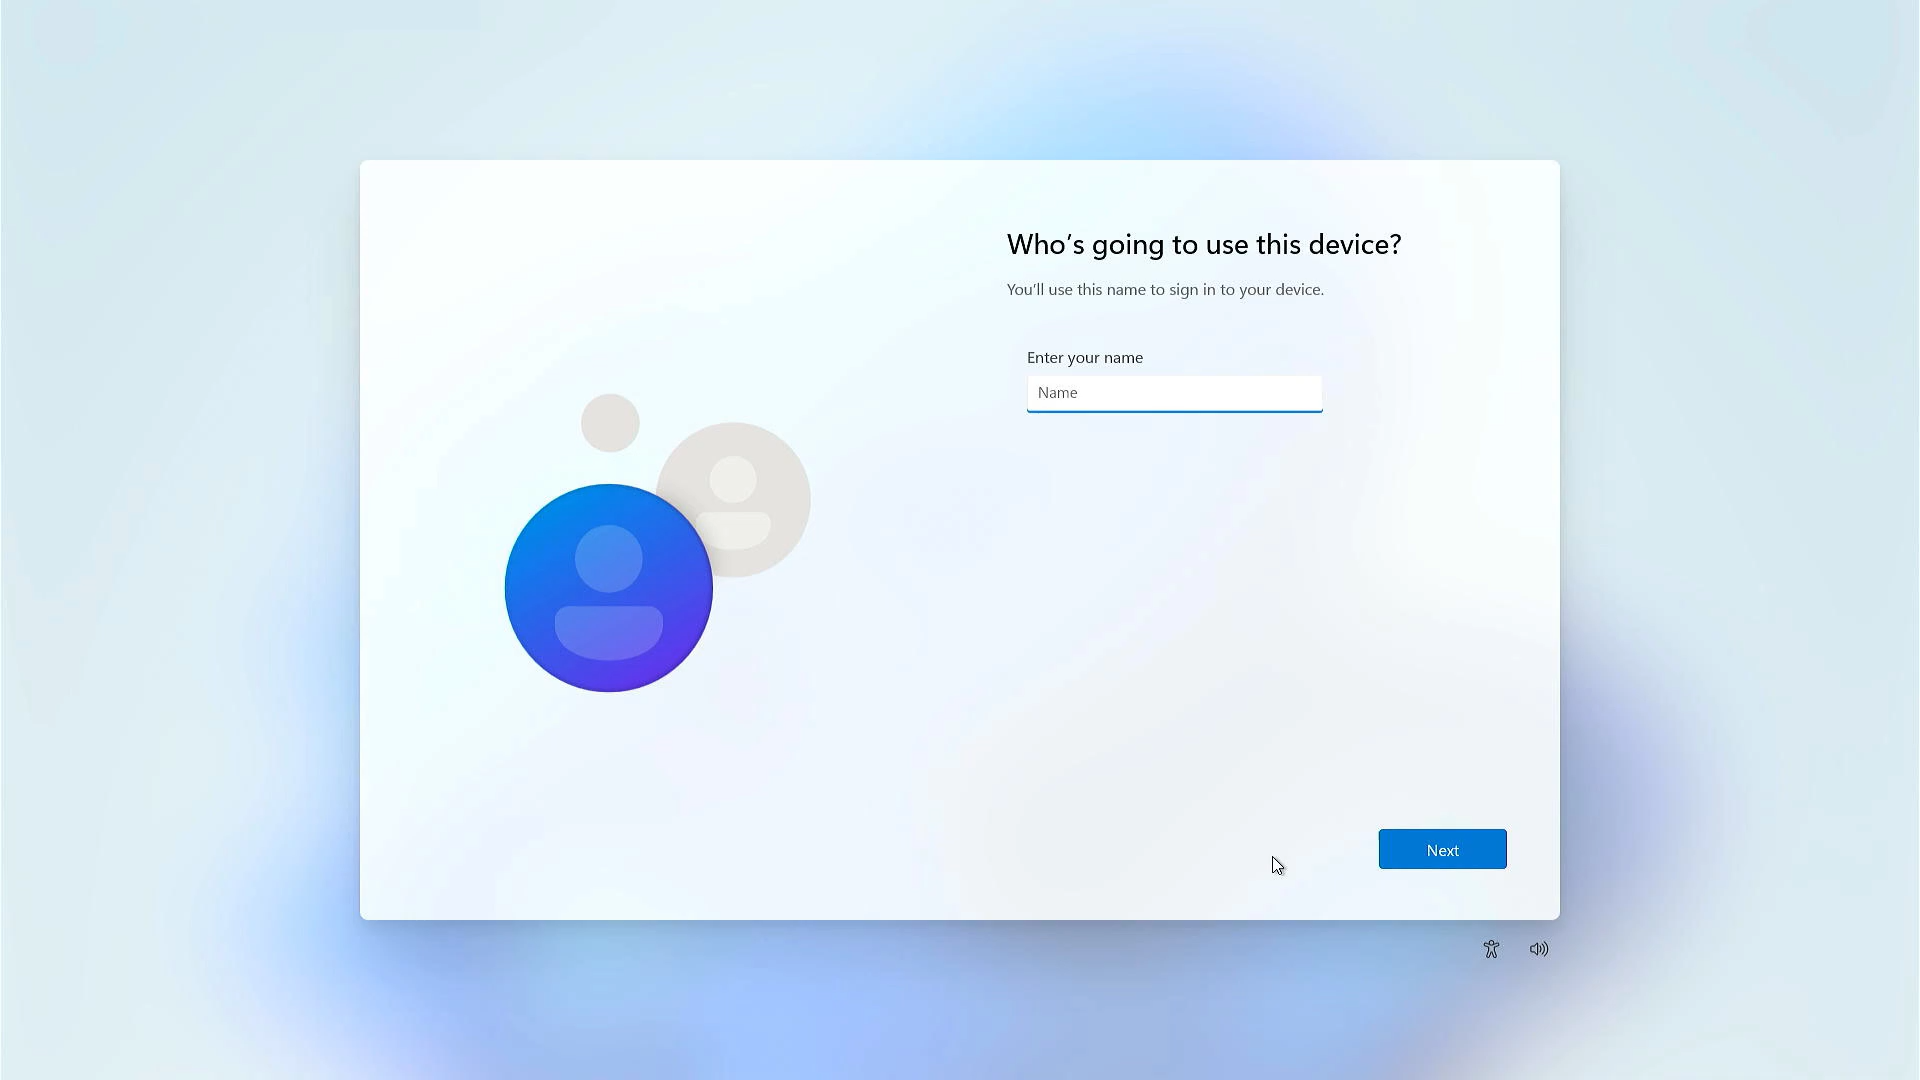 Who's going to use this device?
You'll use this name to sign in to your device.
Enter your name
Name
Next